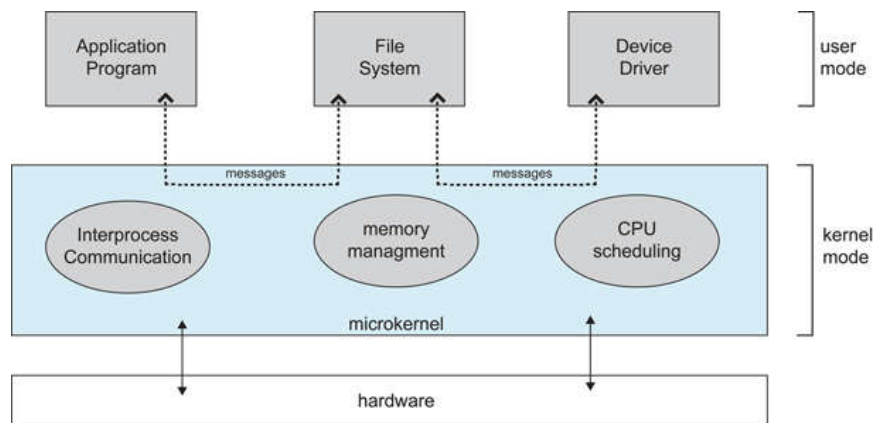 Application
Program
File
System
Device
Driver
user
mode
messages
messages
Interprocess
Communication
memory
managment
CPU
scheduling
kernel
mode
microkernel
hardware